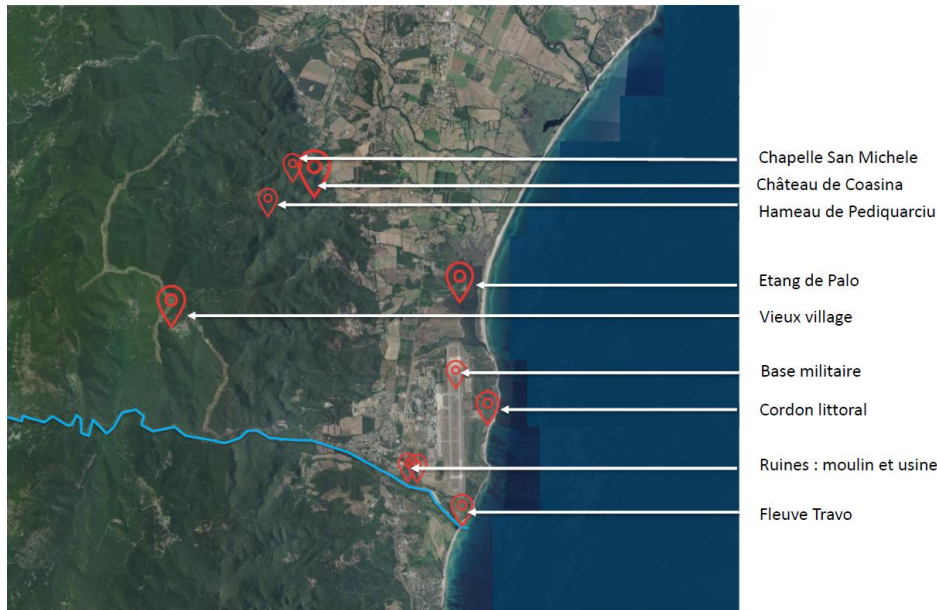 Chapelle San Michele
Château de Coasina
Hameau de Pediquarciu
Etang de Palo
Vieux village
Base militaire
Cordon littoral
Ruines : moulin et usine
Fleuve Travo